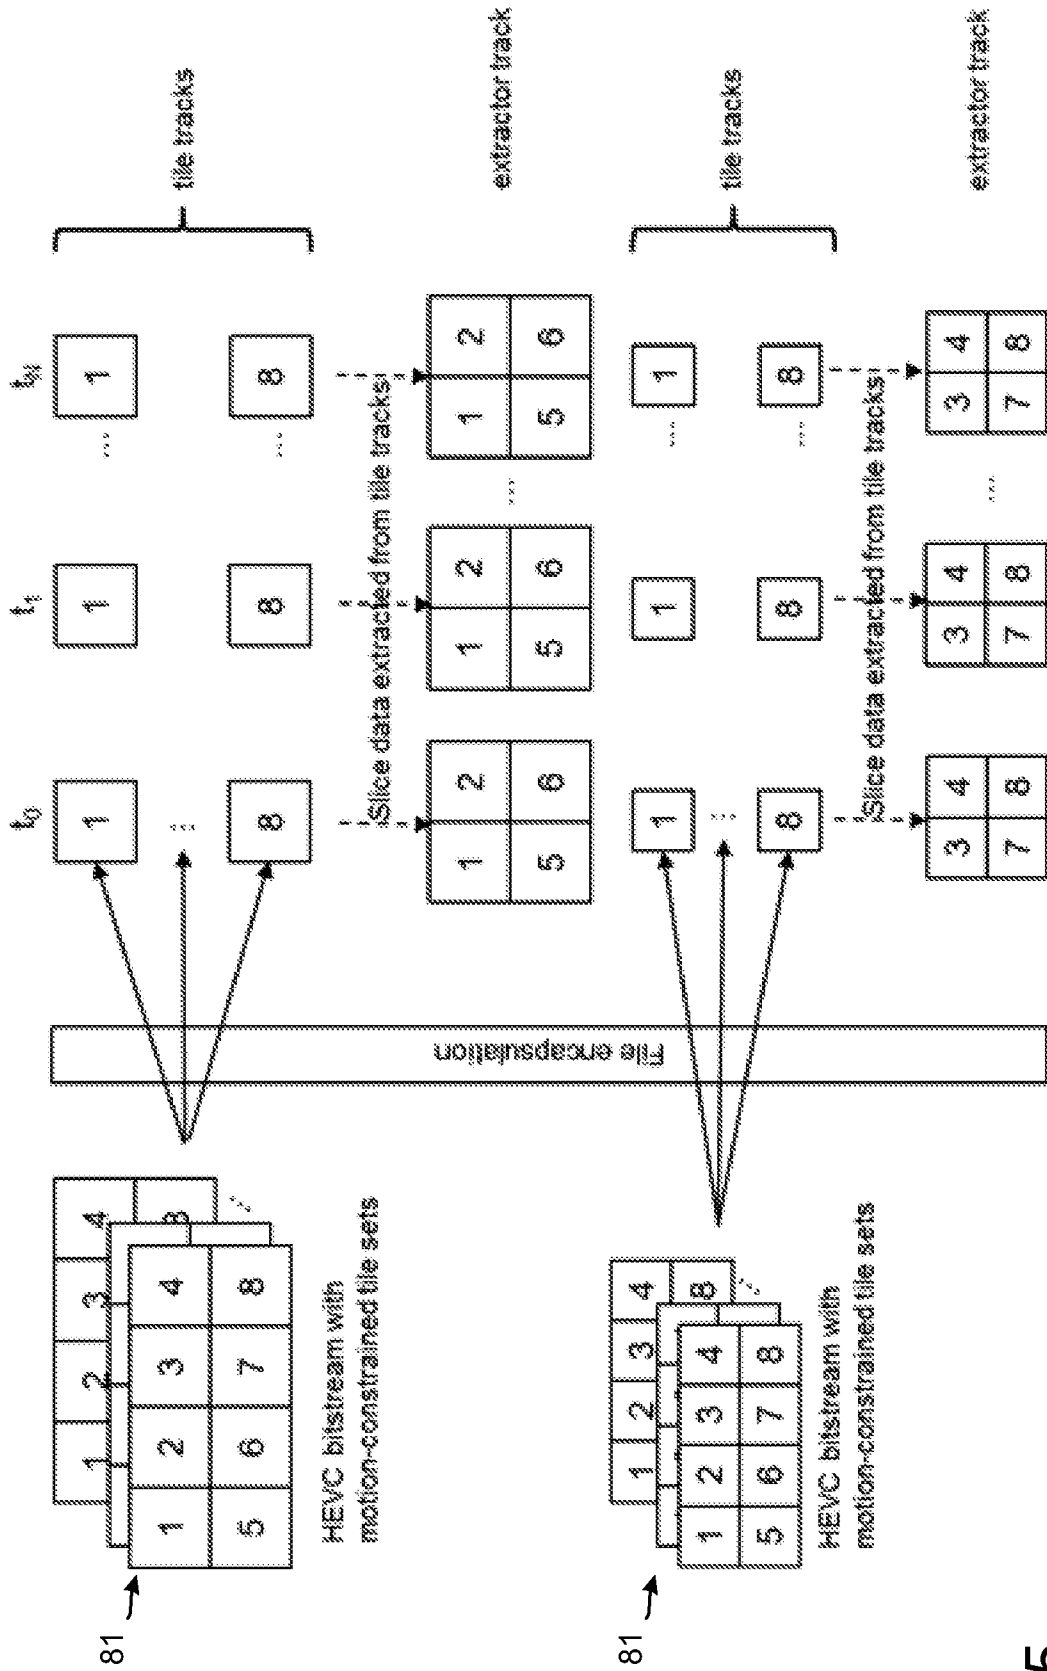 t0 t1 tN
1 2 3 4
8
1 2 3 4
5 6 7 8
81
HEVC bitstream with
motion-constrained tile sets
File encapsulation
1 1 ... 1
⋮
8 8 ... 8
tile tracks
Slice data extracted from tile tracks
1 2 1 2 1 2
...
5 6 5 6 5 6
extractor track
1 2 3 4
8
1 2 3 4
5 6 7 8
81
HEVC bitstream with
motion-constrained tile sets
1 1 ... 1
⋮
8 8 ... 8
tile tracks
Slice data extracted from tile tracks
3 4 3 4 3 4
...
7 8 7 8 7 8
extractor track
5